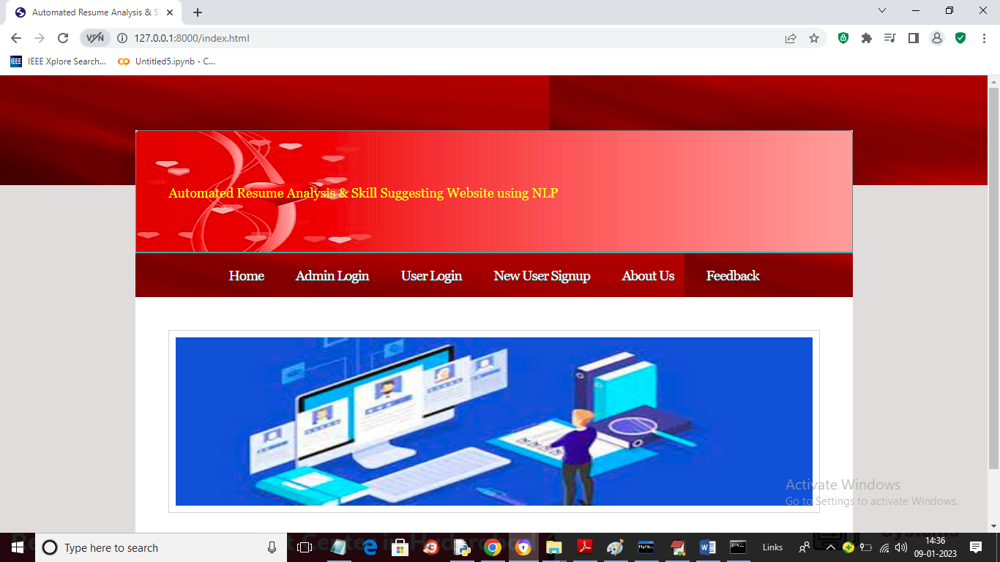 Automated Resume Analysis & S
127.0.0.1:8000/index.html
VPN
IEEE
IEEE Xplore Search...
Untitled5.ipynb - C...
Automated Resume Analysis & Skill Suggesting Website using NLP
Home Admin Login User Login New User Signup About Us Feedback
Activate Windows
Go to Settings to activate Windows.
Type here to search
Links
14:36
09-01-2023